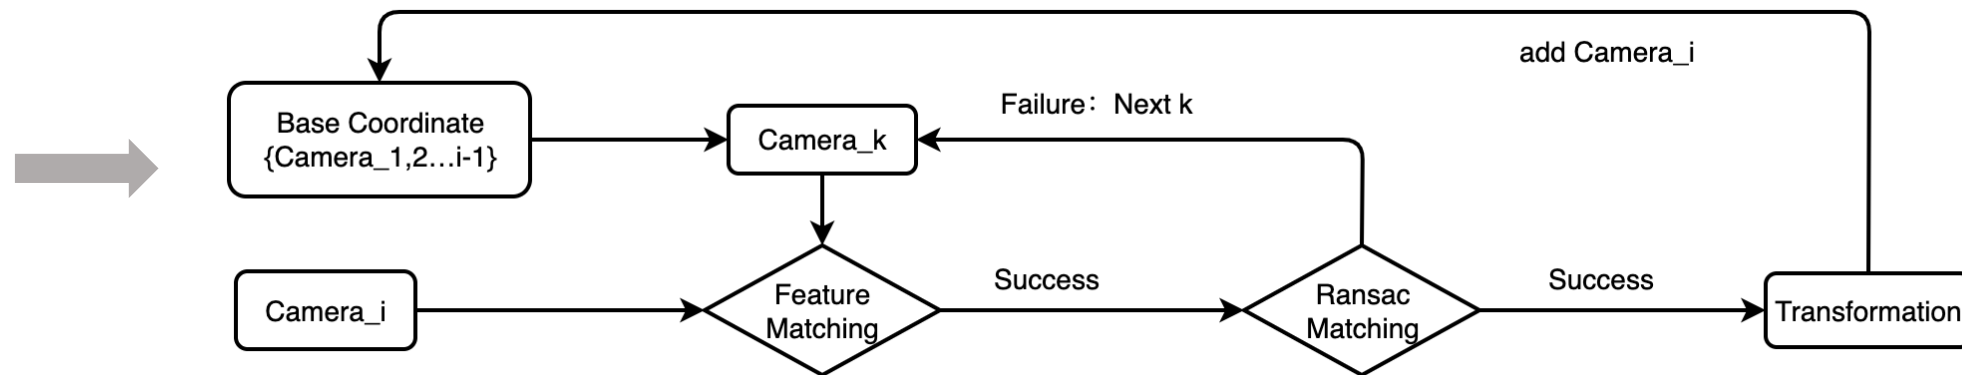 add Camera_i
Base Coordinate
{Camera_1,2...i-1}
Camera_k
Failure：Next k
Camera_i
Feature
Matching
Success
Ransac
Matching
Success
Transformation